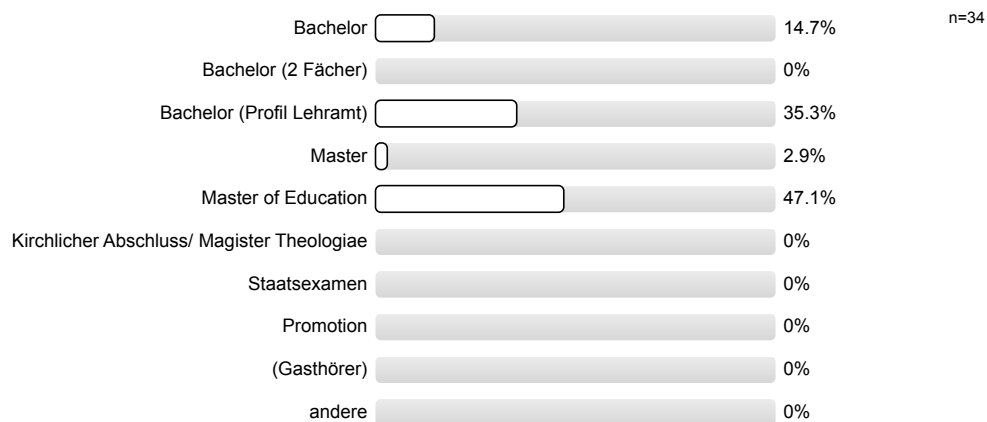 n=34
Bachelor 14.7%
Bachelor (2 Fächer) 0%
Bachelor (Profil Lehramt) 35.3%
Master 2.9%
Master of Education 47.1%
Kirchlicher Abschluss/ Magister Theologiae 0%
Staatsexamen 0%
Promotion 0%
(Gasthörer) 0%
andere 0%